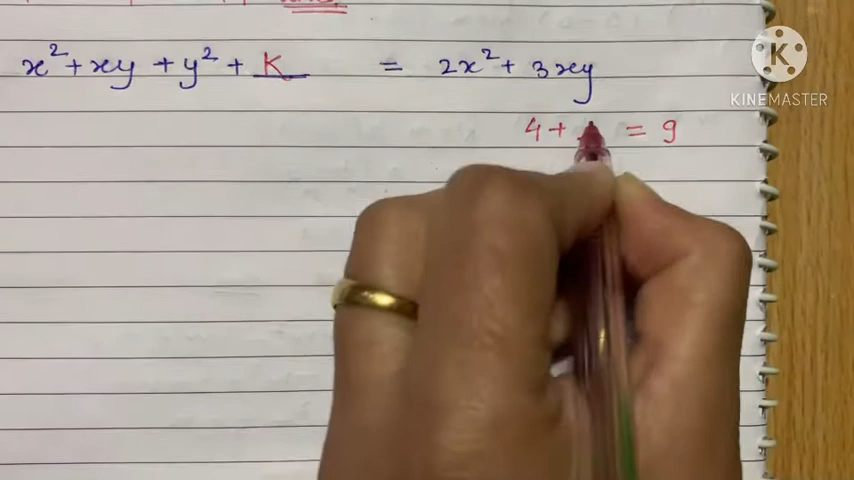 x² + xy + y² + K = 2x² + 3xy
4 + = 9
K
KINEMASTER